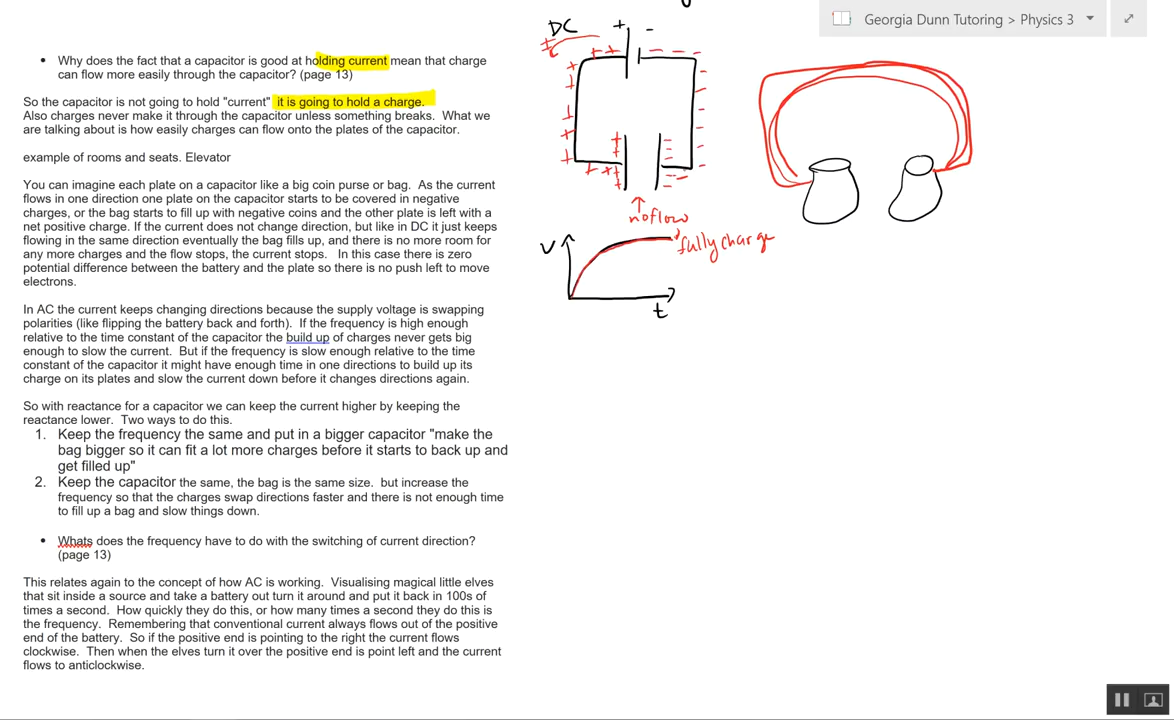 Georgia Dunn Tutoring > Physics 3
• Why does the fact that a capacitor is good at holding current mean that charge
can flow more easily through the capacitor? (page 13)
So the capacitor is not going to hold "current" it is going to hold a charge.
Also charges never make it through the capacitor unless something breaks. What we
are talking about is how easily charges can flow onto the plates of the capacitor.
example of rooms and seats. Elevator
You can imagine each plate on a capacitor like a big coin purse or bag. As the current
flows in one direction one plate on the capacitor starts to be covered in negative
charges, or the bag starts to fill up with negative coins and the other plate is left with a
net positive charge. If the current does not change direction, but like in DC it just keeps
flowing in the same direction eventually the bag fills up, and there is no more room for
any more charges and the flow stops, the current stops. In this case there is zero
potential difference between the battery and the plate so there is no push left to move
electrons.
In AC the current keeps changing directions because the supply voltage is swapping
polarities (like flipping the battery back and forth). If the frequency is high enough
relative to the time constant of the capacitor the build up of charges never gets big
enough to slow the current. But if the frequency is slow enough relative to the time
constant of the capacitor it might have enough time in one directions to build up its
charge on its plates and slow the current down before it changes directions again.
So with reactance for a capacitor we can keep the current higher by keeping the
reactance lower. Two ways to do this.
1. Keep the frequency the same and put in a bigger capacitor "make the
bag bigger so it can fit a lot more charges before it starts to back up and
get filled up"
2. Keep the capacitor the same, the bag is the same size. but increase the
frequency so that the charges swap directions faster and there is not enough time
to fill up a bag and slow things down.
• Whats does the frequency have to do with the switching of current direction?
(page 13)
This relates again to the concept of how AC is working. Visualising magical little elves
that sit inside a source and take a battery out turn it around and put it back in 100s of
times a second. How quickly they do this, or how many times a second they do this is
the frequency. Remembering that conventional current always flows out of the positive
end of the battery. So if the positive end is pointing to the right the current flows
clockwise. Then when the elves turn it over the positive end is point left and the current
flows to anticlockwise.
DC
+ -
no flow
V
fully charge
t